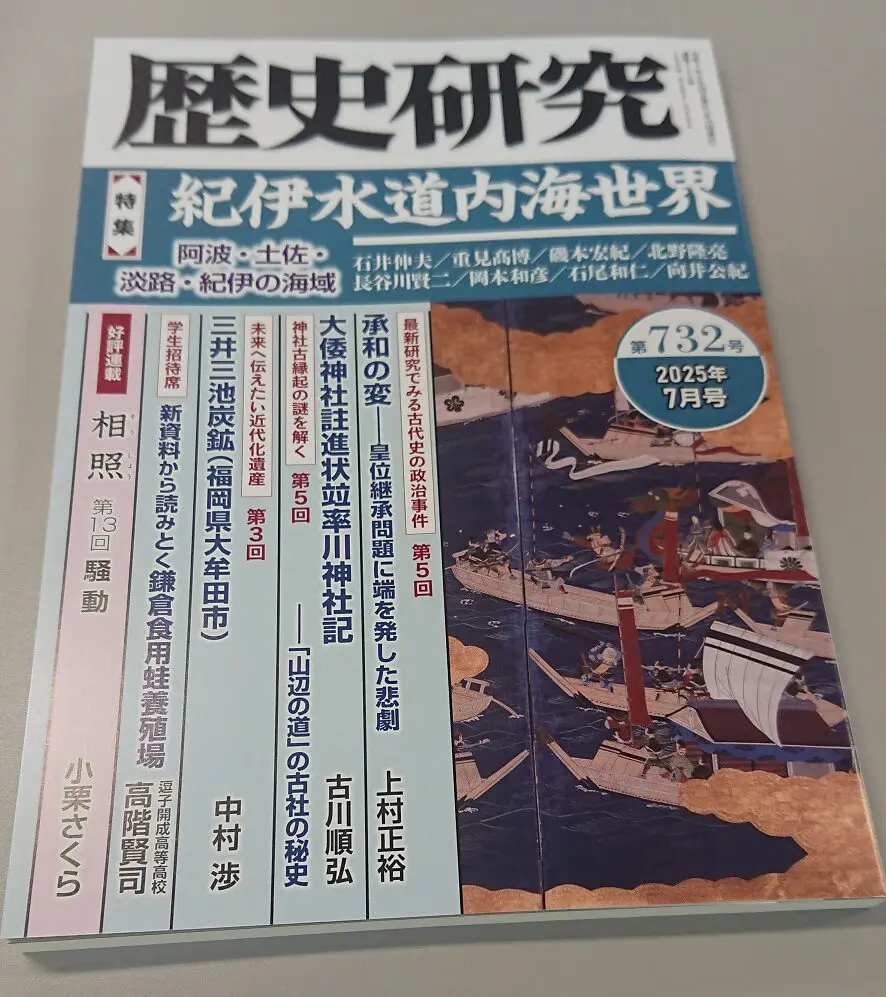 歴史研究
特集
紀伊水道内海世界
阿波・土佐・
淡路・紀伊の海域
石井伸夫／重見髙博／磯本宏紀／北野隆亮
長谷川賢二／岡本和彦／石尾和仁／向井公紀
第732号
2025年
7月号
最新研究でみる古代史の政治事件 第5回
承和の変―皇位継承問題に端を発した悲劇
上村正裕
大倭神社註進状竝率川神社記
古川順弘
神社古縁起の謎を解く 第5回
―「山辺の道」の古社の秘史
未来へ伝えたい近代化遺産 第3回
三井三池炭鉱（福岡県大牟田市）
中村渉
学生招待席
新資料から読みとく鎌倉食用蛙養殖場
逗子開成高等学校
高階賢司
好評連載
相照 そうしょう 第13回 騒動
小栗さくら